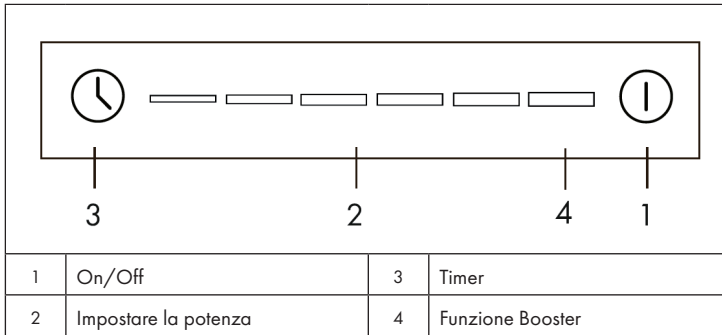 3 2 4 1
1 On/Off 3 Timer
2 Impostare la potenza 4 Funzione Booster